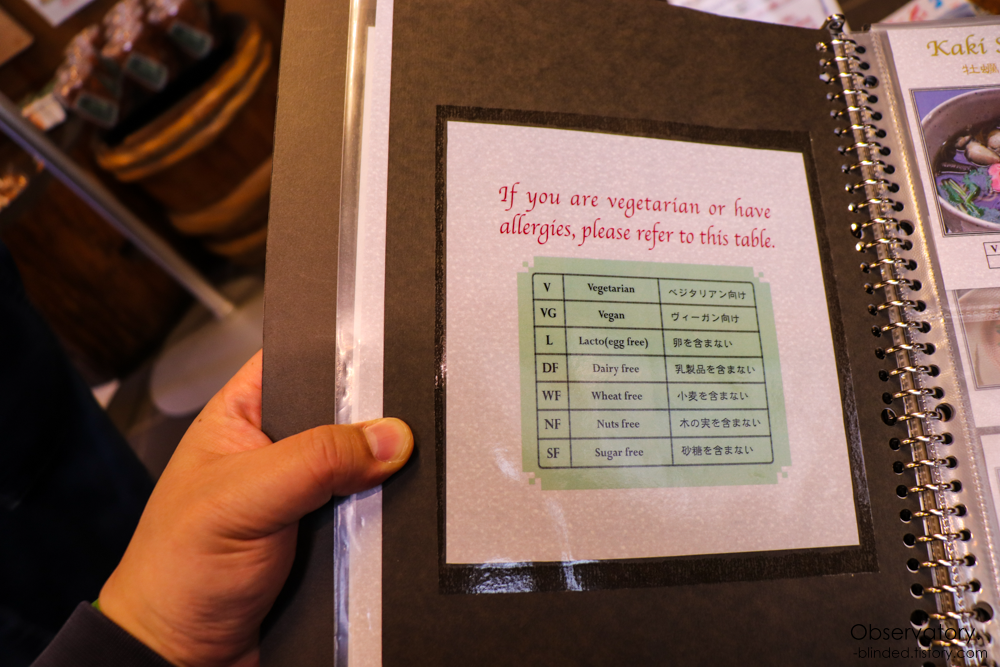 If you are vegetarian or have
allergies, please refer to this table.
V Vegetarian ベジタリアン向け
VG Vegan ヴィーガン向け
L Lacto(egg free) 卵を含まない
DF Dairy free 乳製品を含まない
WF Wheat free 小麦を含まない
NF Nuts free 木の実を含まない
SF Sugar free 砂糖を含まない
Kaki
牡蠣
V
Observatory.
-blinded.tistory.com